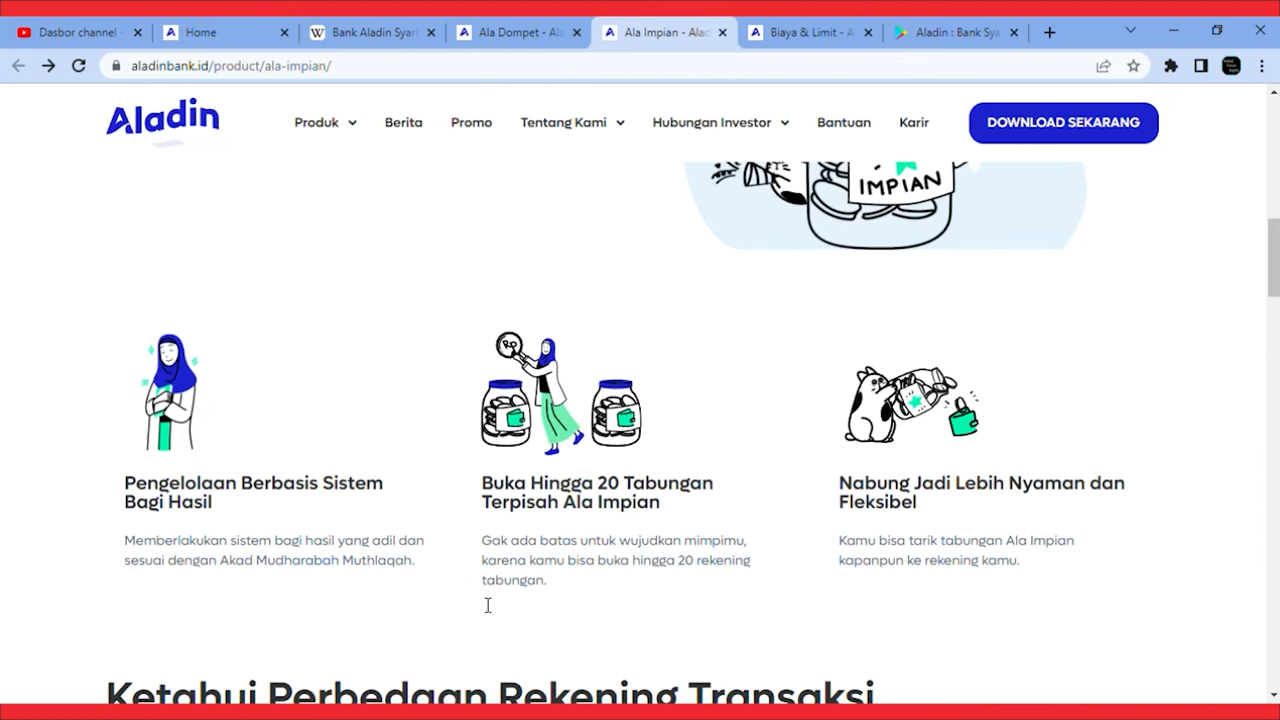 Dasbor channel -
Home
Bank Aladin Syari
Ala Dompet - Ala
Ala Impian - Alad
Biaya & Limit - A
Aladin : Bank Sya
aladinbank.id/product/ala-impian/
Aladin
Produk
Berita
Promo
Tentang Kami
Hubungan Investor
Bantuan
Karir
DOWNLOAD SEKARANG
IMPIAN
RP
Pengelolaan Berbasis Sistem
Bagi Hasil
Memberlakukan sistem bagi hasil yang adil dan
sesuai dengan Akad Mudharabah Muthlaqah.
Buka Hingga 20 Tabungan
Terpisah Ala Impian
Gak ada batas untuk wujudkan mimpimu,
karena kamu bisa buka hingga 20 rekening
tabungan.
Nabung Jadi Lebih Nyaman dan
Fleksibel
Kamu bisa tarik tabungan Ala Impian
kapanpun ke rekening kamu.
Ketahui Perbedaan Rekening Transaksi